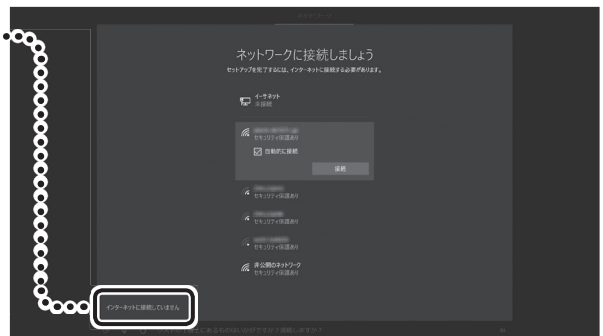 ネットワークに接続しましょう
セットアップを完了するには、インターネットに接続する必要があります。
イーサネット
未接続
セキュリティ保護あり
自動的に接続
接続
セキュリティ保護あり
セキュリティ保護あり
セキュリティ保護あり
非公開のネットワーク
セキュリティ保護あり
インターネットに接続していません